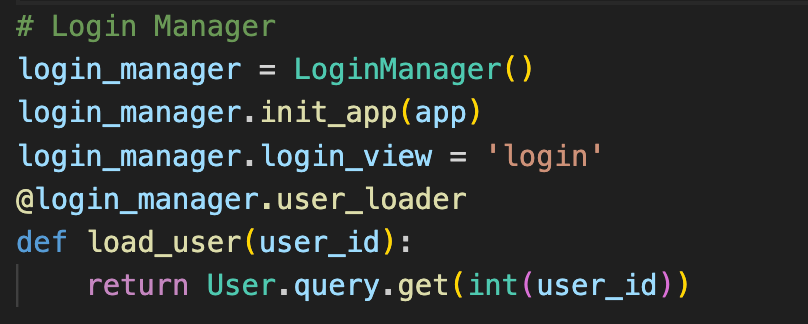 # Login Manager
login_manager = LoginManager()
login_manager.init_app(app)
login_manager.login_view = 'login'
@login_manager.user_loader
def load_user(user_id):
    return User.query.get(int(user_id))